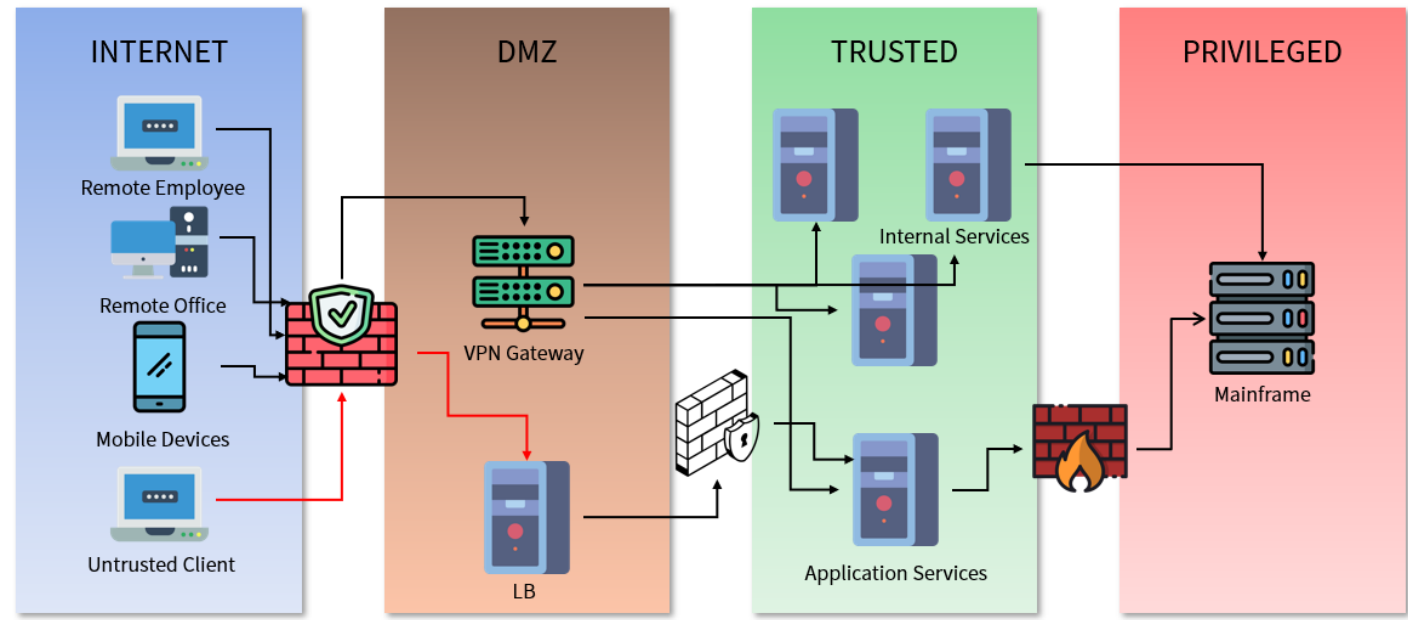 INTERNET
DMZ
TRUSTED
PRIVILEGED
Remote Employee
Remote Office
Mobile Devices
Untrusted Client
VPN Gateway
LB
Internal Services
Application Services
Mainframe